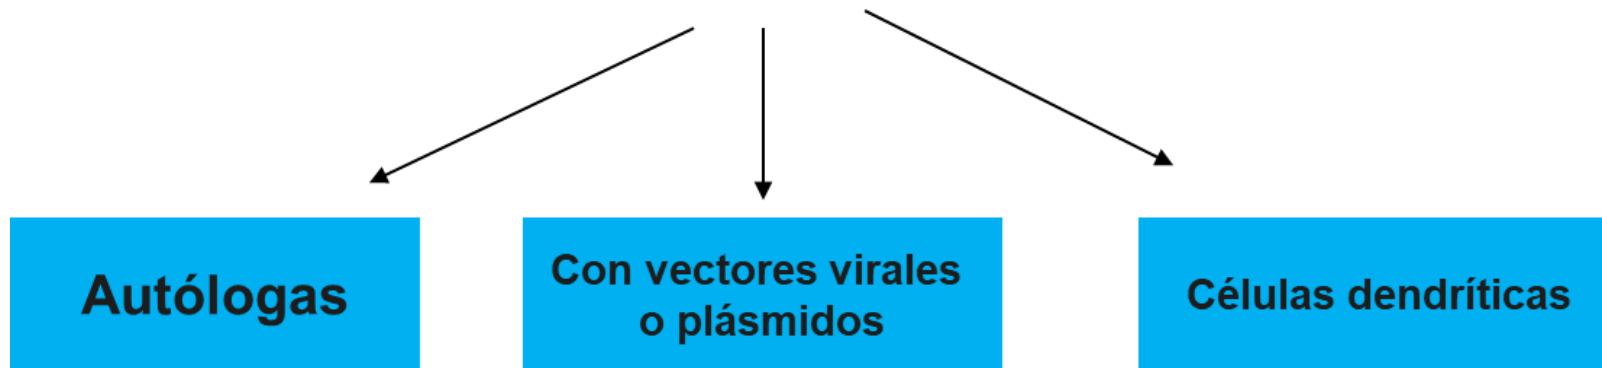 Autólogas
Con vectores virales
o plásmidos
Células dendríticas